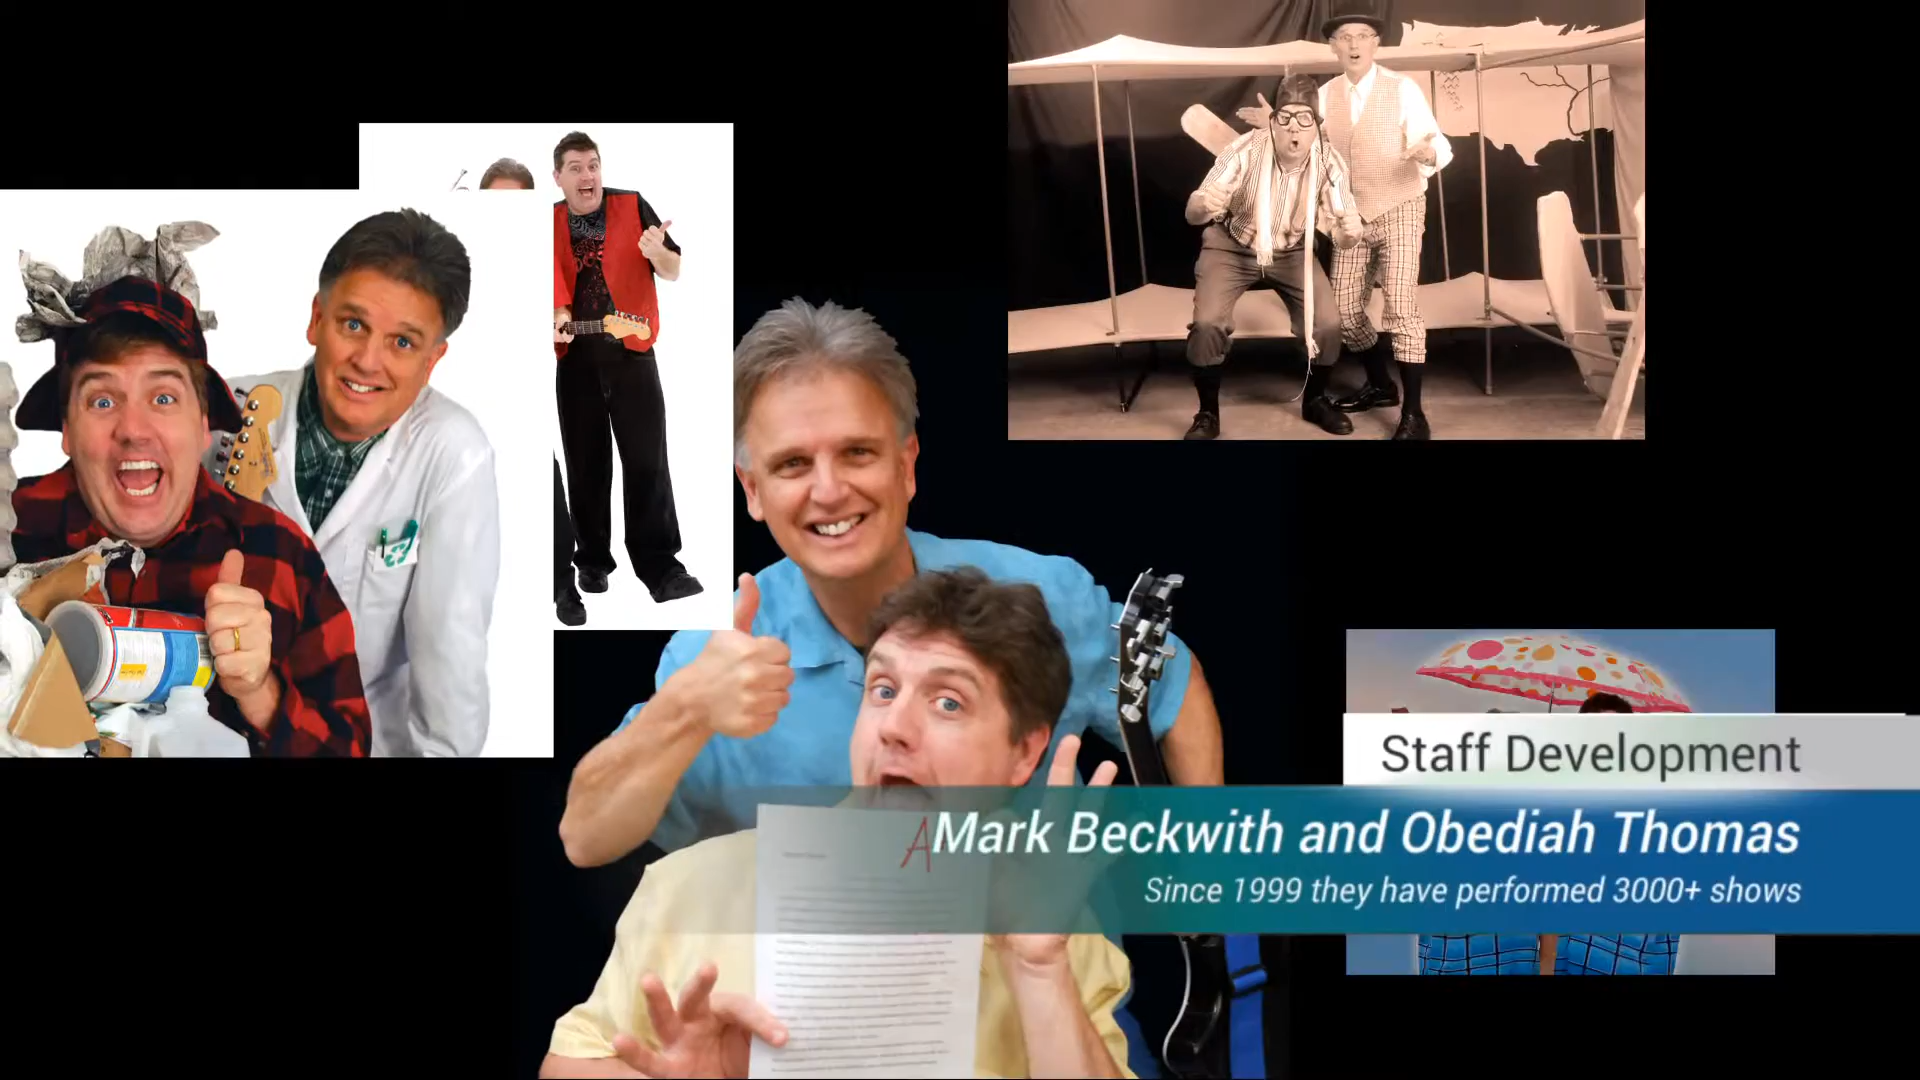 Staff Development
A
Mark Beckwith and Obediah Thomas
Since 1999 they have performed 3000+ shows